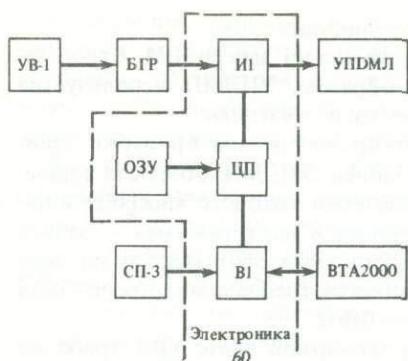 УВ-1
БГР
И1
УПДМЛ
ОЗУ
ЦП
СП-3
В1
ВТА2000
Электроника
60